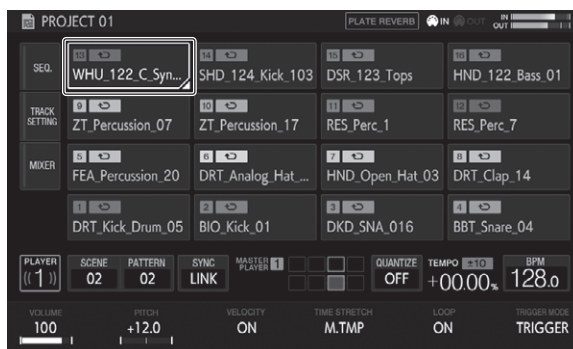 PROJECT 01 PLATE REVERB IN OUT IN OUT
SEQ.
TRACK SETTING
MIXER
13 14 15 16
WHU_122_C_Syn... SHD_124_Kick_103 DSR_123_Tops HND_122_Bass_01
9 10 11 12
ZT_Percussion_07 ZT_Percussion_17 RES_Perc_1 RES_Perc_7
5 6 7 8
FEA_Percussion_20 DRT_Analog_Hat_... HND_Open_Hat_03 DRT_Clap_14
1 2 3 4
DRT_Kick_Drum_05 BIO_Kick_01 DKD_SNA_016 BBT_Snare_04
PLAYER SCENE PATTERN SYNC MASTER PLAYER 1 QUANTIZE TEMPO ±10 BPM
((1)) 02 02 LINK OFF +00.00% 128.0
VOLUME PITCH VELOCITY TIME STRETCH LOOP TRIGGER MODE
100 +12.0 ON M.TMP ON TRIGGER